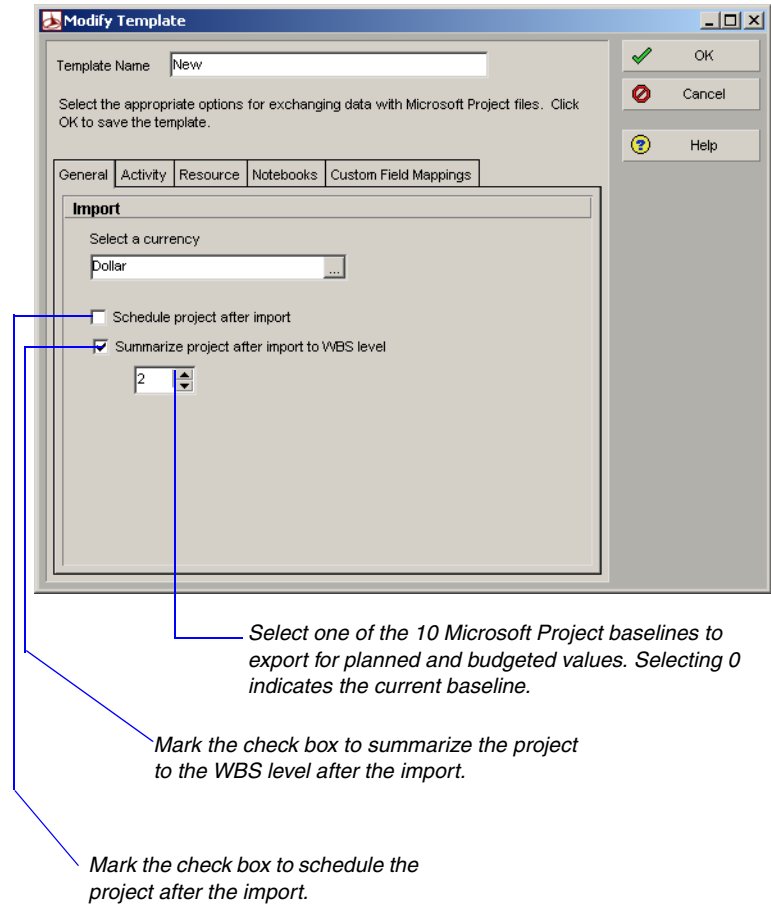 Modify Template
Template Name New
Select the appropriate options for exchanging data with Microsoft Project files. Click
OK to save the template.
OK
Cancel
Help
General Activity Resource Notebooks Custom Field Mappings
Import
Select a currency
Dollar ...
Schedule project after import
Summarize project after import to WBS level
2
Select one of the 10 Microsoft Project baselines to
export for planned and budgeted values. Selecting 0
indicates the current baseline.
Mark the check box to summarize the project
to the WBS level after the import.
Mark the check box to schedule the
project after the import.